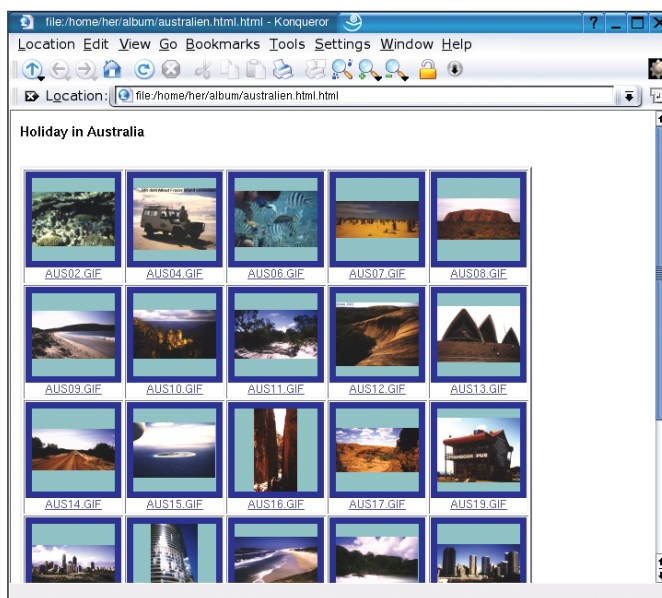 file:/home/her/album/australien.html.html - Konqueror
Location Edit View Go Bookmarks Tools Settings Window Help
Location: file:/home/her/album/australien.html.html
Holiday in Australia
AUS02.GIF AUS04.GIF AUS06.GIF AUS07.GIF AUS08.GIF
AUS09.GIF AUS10.GIF AUS11.GIF AUS12.GIF AUS13.GIF
AUS14.GIF AUS15.GIF AUS16.GIF AUS17.GIF AUS19.GIF